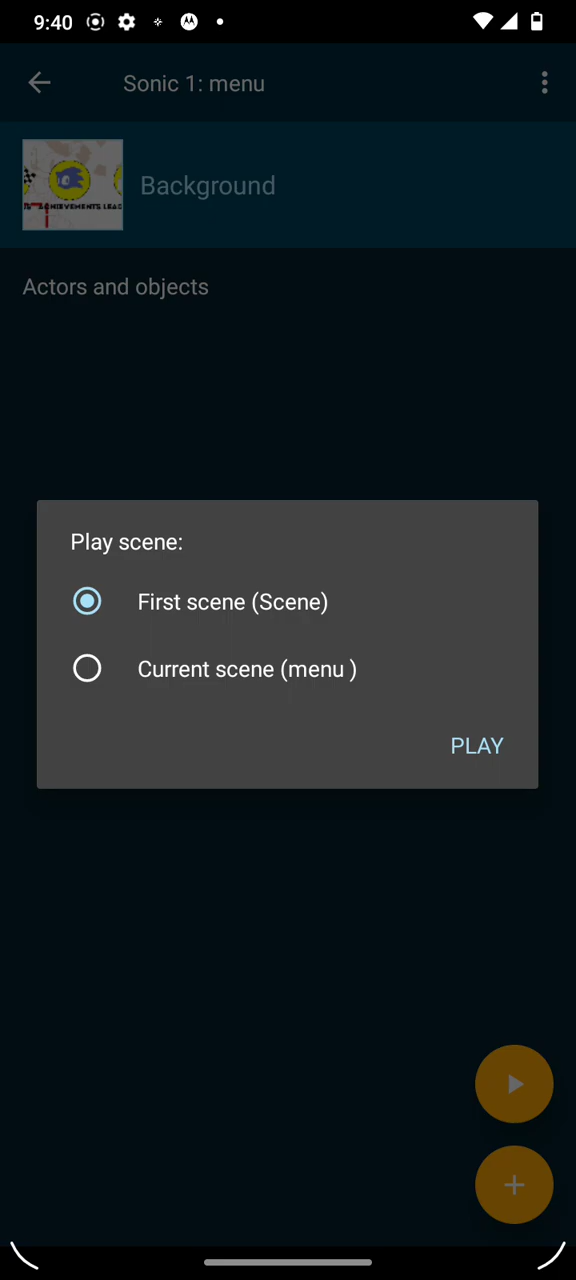 9:40
Sonic 1: menu
Background
Actors and objects
Play scene:
First scene (Scene)
Current scene (menu )
PLAY